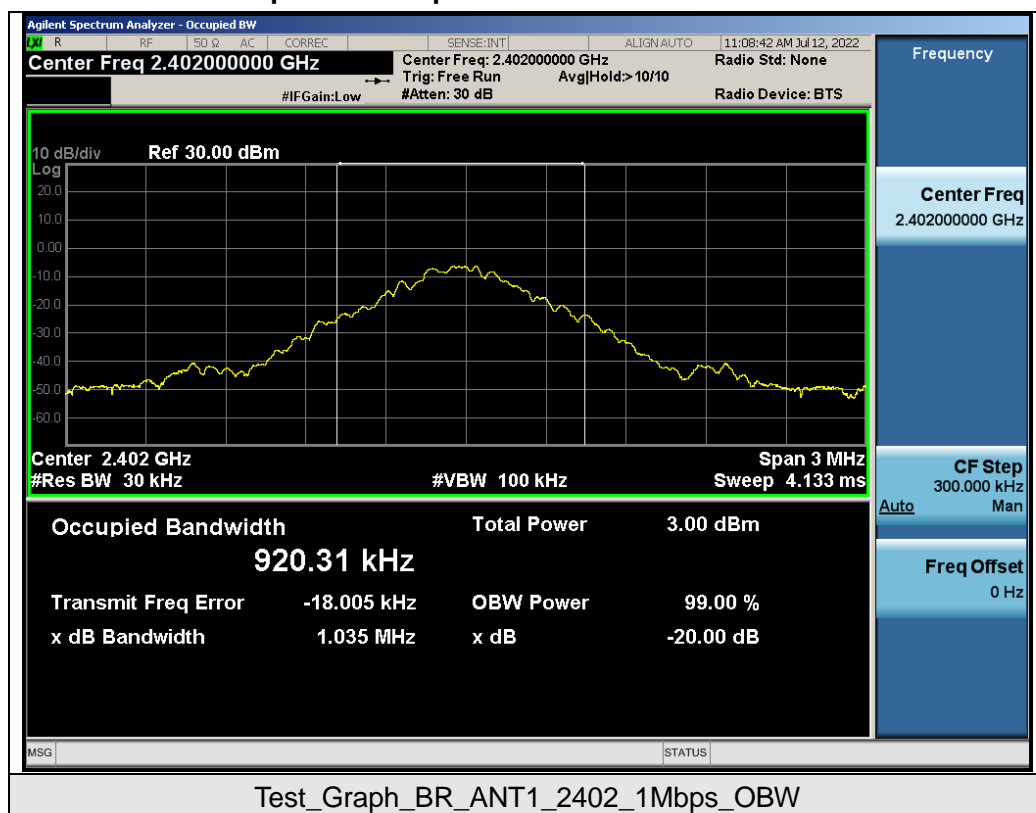 Agilent Spectrum Analyzer - Occupied BW
LXI R RF 50 Ω AC CORREC SENSE:INT ALIGN AUTO 11:08:42 AM Jul 12, 2022
Center Freq 2.402000000 GHz
Center Freq: 2.402000000 GHz
Radio Std: None
Trig: Free Run Avg|Hold:> 10/10
#IFGain:Low #Atten: 30 dB Radio Device: BTS
10 dB/div Ref 30.00 dBm
Log
20.0
10.0
0.00
-10.0
-20.0
-30.0
-40.0
-50.0
-60.0
Center 2.402 GHz Span 3 MHz
#Res BW 30 kHz #VBW 100 kHz Sweep 4.133 ms
Occupied Bandwidth Total Power 3.00 dBm
920.31 kHz
Transmit Freq Error -18.005 kHz OBW Power 99.00 %
x dB Bandwidth 1.035 MHz x dB -20.00 dB
MSG STATUS
Frequency
Center Freq
2.402000000 GHz
CF Step
300.000 kHz
Auto Man
Freq Offset
0 Hz
Test_Graph_BR_ANT1_2402_1Mbps_OBW